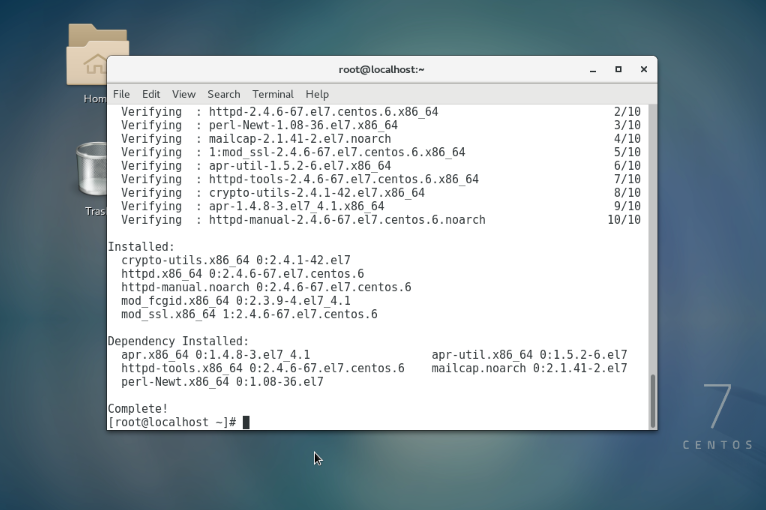 root@localhost:~
File Edit View Search Terminal Help
Verifying : httpd-2.4.6-67.el7.centos.6.x86_64 2/10
Verifying : perl-Newt-1.08-36.el7.x86_64 3/10
Verifying : mailcap-2.1.41-2.el7.noarch 4/10
Verifying : 1:mod_ssl-2.4.6-67.el7.centos.6.x86_64 5/10
Verifying : apr-util-1.5.2-6.el7.x86_64 6/10
Verifying : httpd-tools-2.4.6-67.el7.centos.6.x86_64 7/10
Verifying : crypto-utils-2.4.1-42.el7.x86_64 8/10
Verifying : apr-1.4.8-3.el7_4.1.x86_64 9/10
Verifying : httpd-manual-2.4.6-67.el7.centos.6.noarch 10/10
Installed:
crypto-utils.x86_64 0:2.4.1-42.el7
httpd.x86_64 0:2.4.6-67.el7.centos.6
httpd-manual.noarch 0:2.4.6-67.el7.centos.6
mod_fcgid.x86_64 0:2.3.9-4.el7_4.1
mod_ssl.x86_64 1:2.4.6-67.el7.centos.6
Dependency Installed:
apr.x86_64 0:1.4.8-3.el7_4.1 apr-util.x86_64 0:1.5.2-6.el7
httpd-tools.x86_64 0:2.4.6-67.el7.centos.6 mailcap.noarch 0:2.1.41-2.el7
perl-Newt.x86_64 0:1.08-36.el7
Complete!
[root@localhost ~]#
Hom
Tras
7
CENTOS